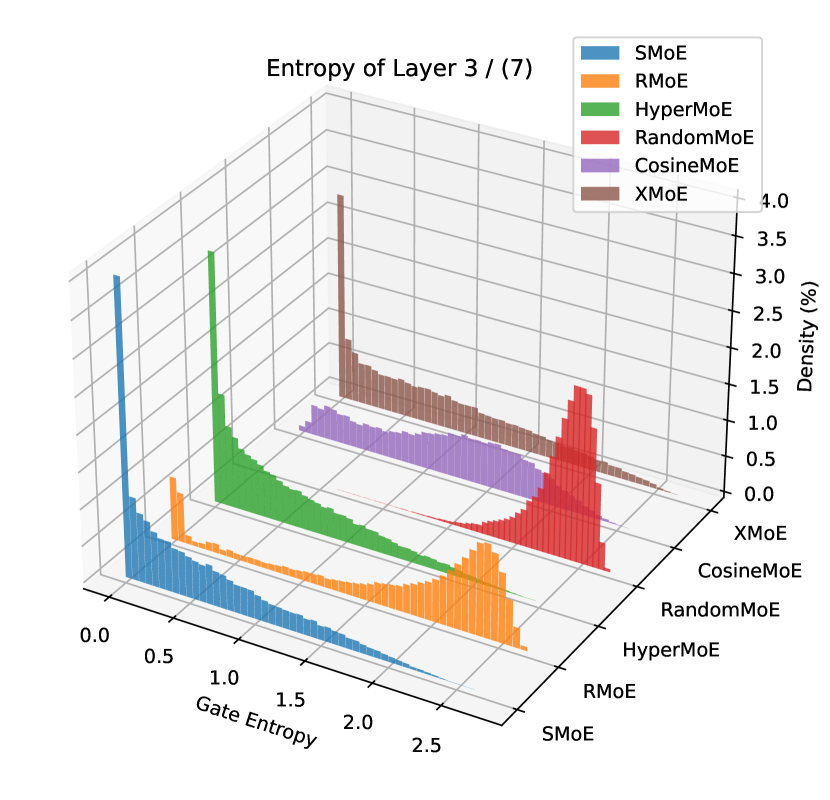 Entropy of Layer 3 / (7)
SMoE
RMoE
HyperMoE
RandomMoE
CosineMoE
XMoE
4.0
3.5
3.0
2.5
2.0
1.5
1.0
0.5
0.0
Density (%)
0.0
0.5
1.0
1.5
2.0
2.5
Gate Entropy
XMoE
CosineMoE
RandomMoE
HyperMoE
RMoE
SMoE